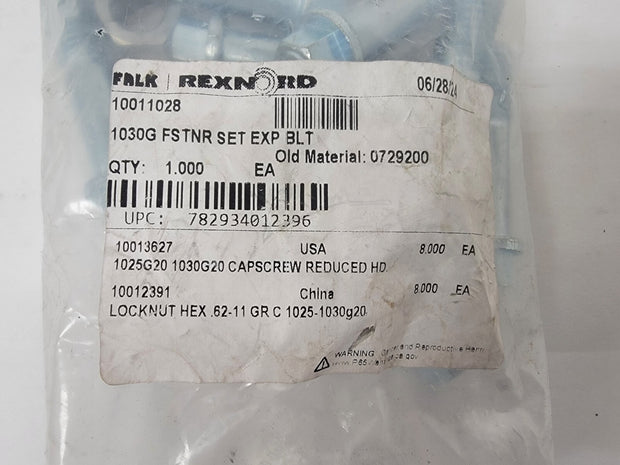 FALK | REXNORD 06/28/24
10011028
1030G FSTNR SET EXP BLT
Old Material: 0729200
QTY: 1.000 EA
UPC: 782934012396
10013627 USA 8.000 EA
1025G20 1030G20 CAPSCREW REDUCED HD
10012391 China 8.000 EA
LOCKNUT HEX .62-11 GR C 1025-1030g20
WARNING and Reproductive